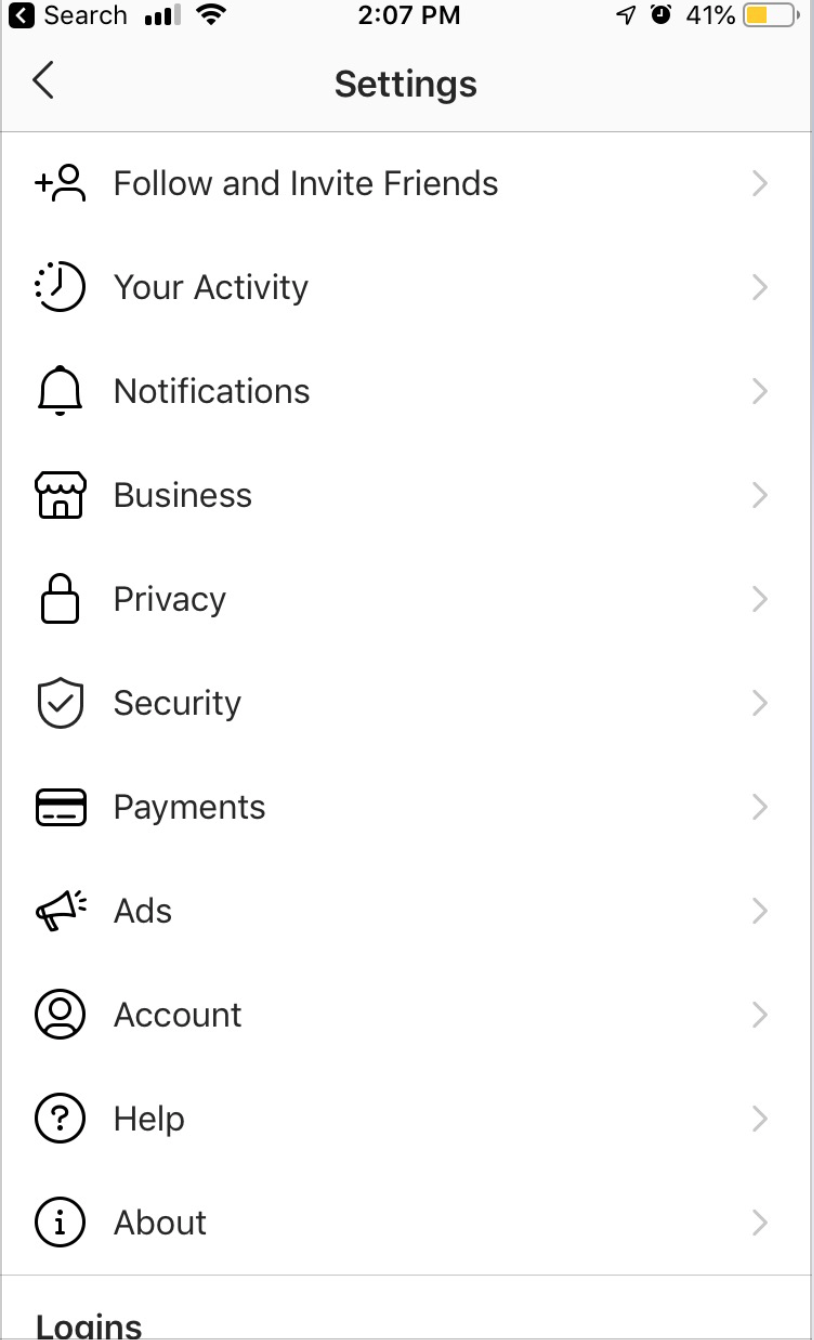 Search 2:07 PM 41%
Settings
Follow and Invite Friends
Your Activity
Notifications
Business
Privacy
Security
Payments
Ads
Account
Help
About
Logins